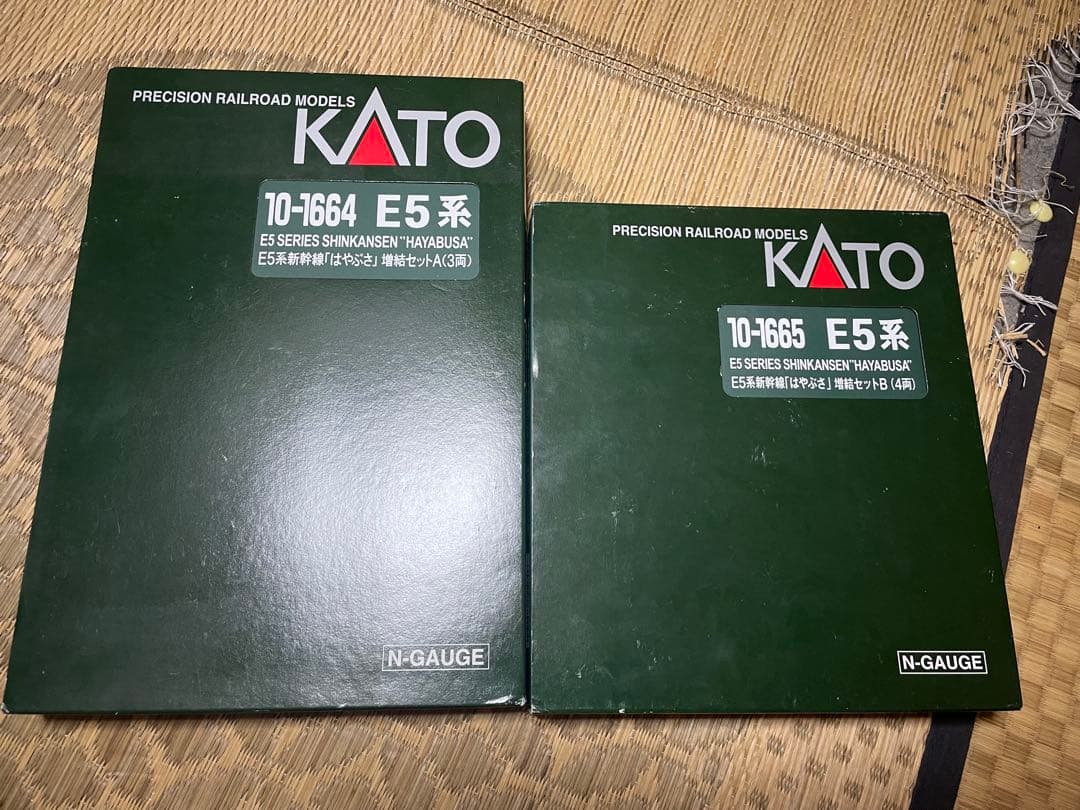 PRECISION RAILROAD MODELS
KATO
10-1664 E5系
E5 SERIES SHINKANSEN "HAYABUSA"
E5系新幹線「はやぶさ」増結セットA(3両)
N-GAUGE
PRECISION RAILROAD MODELS
KATO
10-1665 E5系
E5 SERIES SHINKANSEN "HAYABUSA"
E5系新幹線「はやぶさ」増結セットB(4両)
N-GAUGE